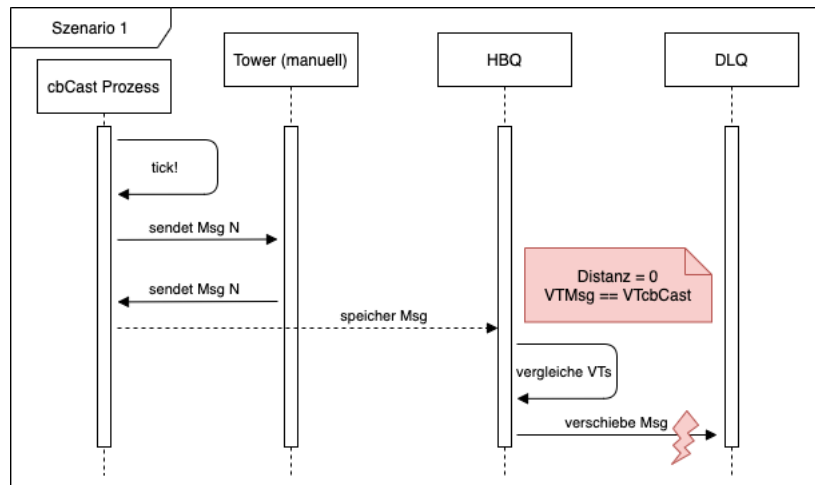 Szenario 1
cbCast Prozess
Tower (manuell)
HBQ
DLQ
tick!
sendet Msg N
sendet Msg N
speicher Msg
Distanz = 0
VTMsg == VTcbCast
vergleiche VTs
verschiebe Msg